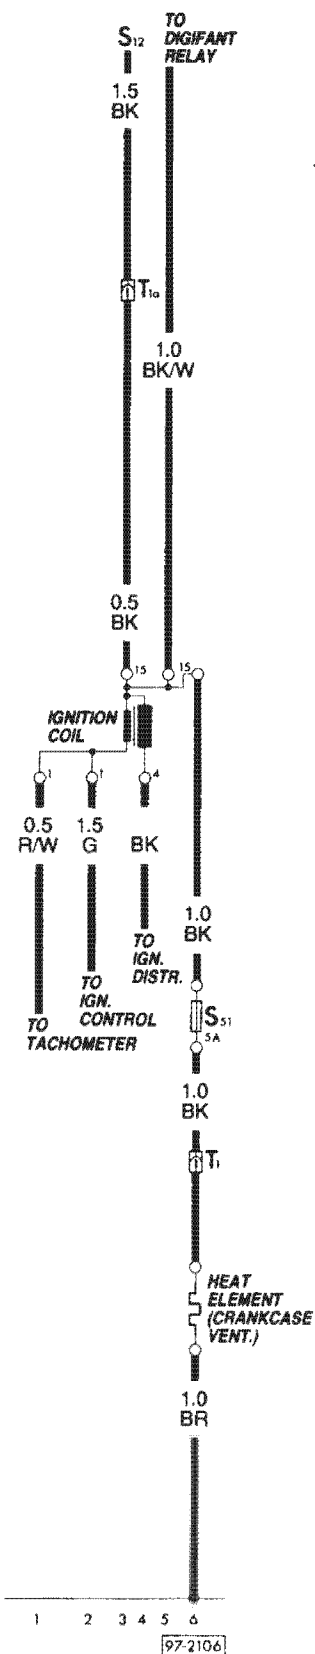 S12
TO
DIGIFANT
RELAY
1.5
BK
T1a
1.0
BK/W
0.5
BK
15
15
IGNITION
COIL
1
1
4
0.5
R/W
1.5
G
BK
1.0
BK
TO
IGN.
DISTR.
TO
IGN.
CONTROL
TO
TACHOMETER
S51
5A
1.0
BK
T1
HEAT
ELEMENT
(CRANKCASE
VENT.)
1.0
BR
1 2 3 4 5 6
97-2106